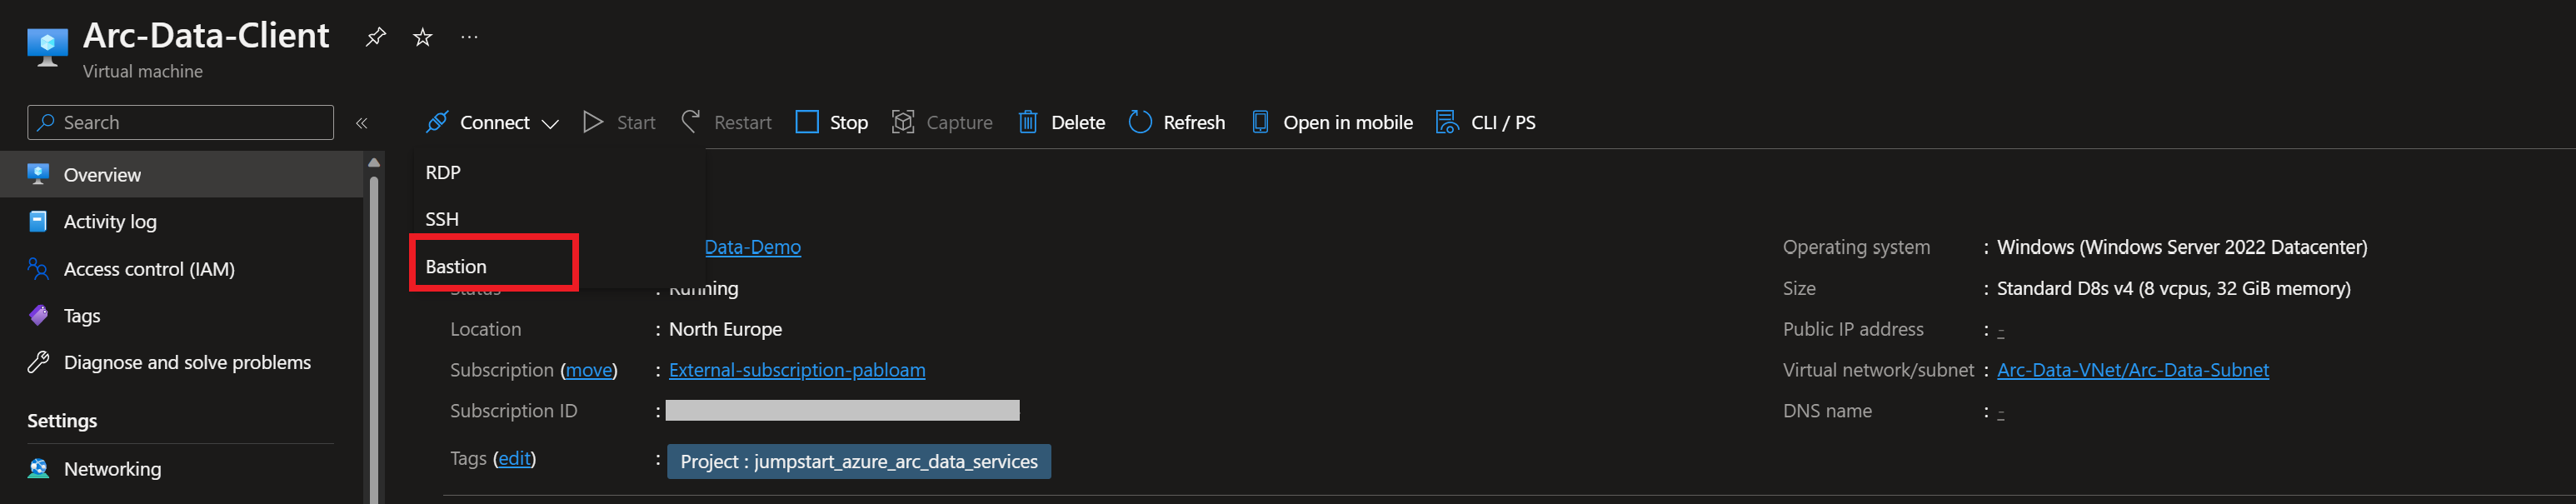 Arc-Data-Client
Virtual machine
Search
Connect Start Restart Stop Capture Delete Refresh Open in mobile CLI / PS
Overview
Activity log
Access control (IAM)
Tags
Diagnose and solve problems
Settings
Networking
RDP
SSH
Bastion
Data-Demo
Status : Running
Location : North Europe
Subscription (move) : External-subscription-pabloam
Subscription ID :
Tags (edit) : Project : jumpstart_azure_arc_data_services
Operating system : Windows (Windows Server 2022 Datacenter)
Size : Standard D8s v4 (8 vcpus, 32 GiB memory)
Public IP address : -
Virtual network/subnet : Arc-Data-VNet/Arc-Data-Subnet
DNS name : -